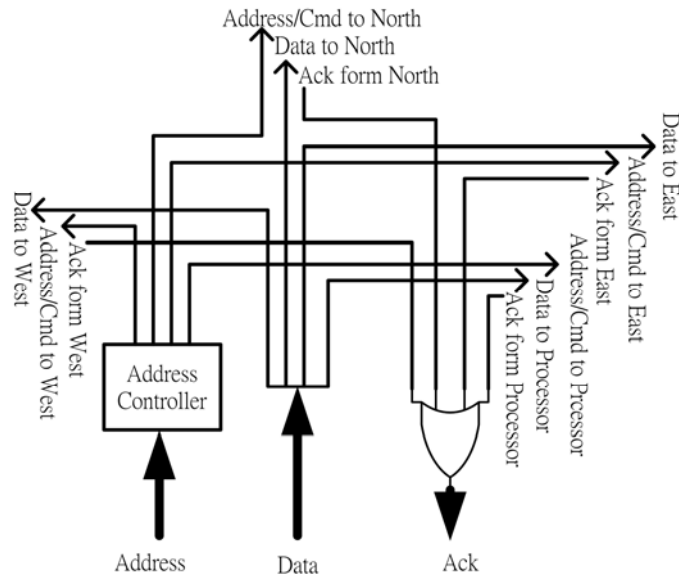 Address/Cmd to North
Data to North
Ack form North
Data to East
Address/Cmd to East
Ack form East
Data to West
Address/Cmd to West
Ack form West
Address/Cmd to Prcessor
Data to Processor
Ack form Processor
Address
Controller
Address
Data
Ack